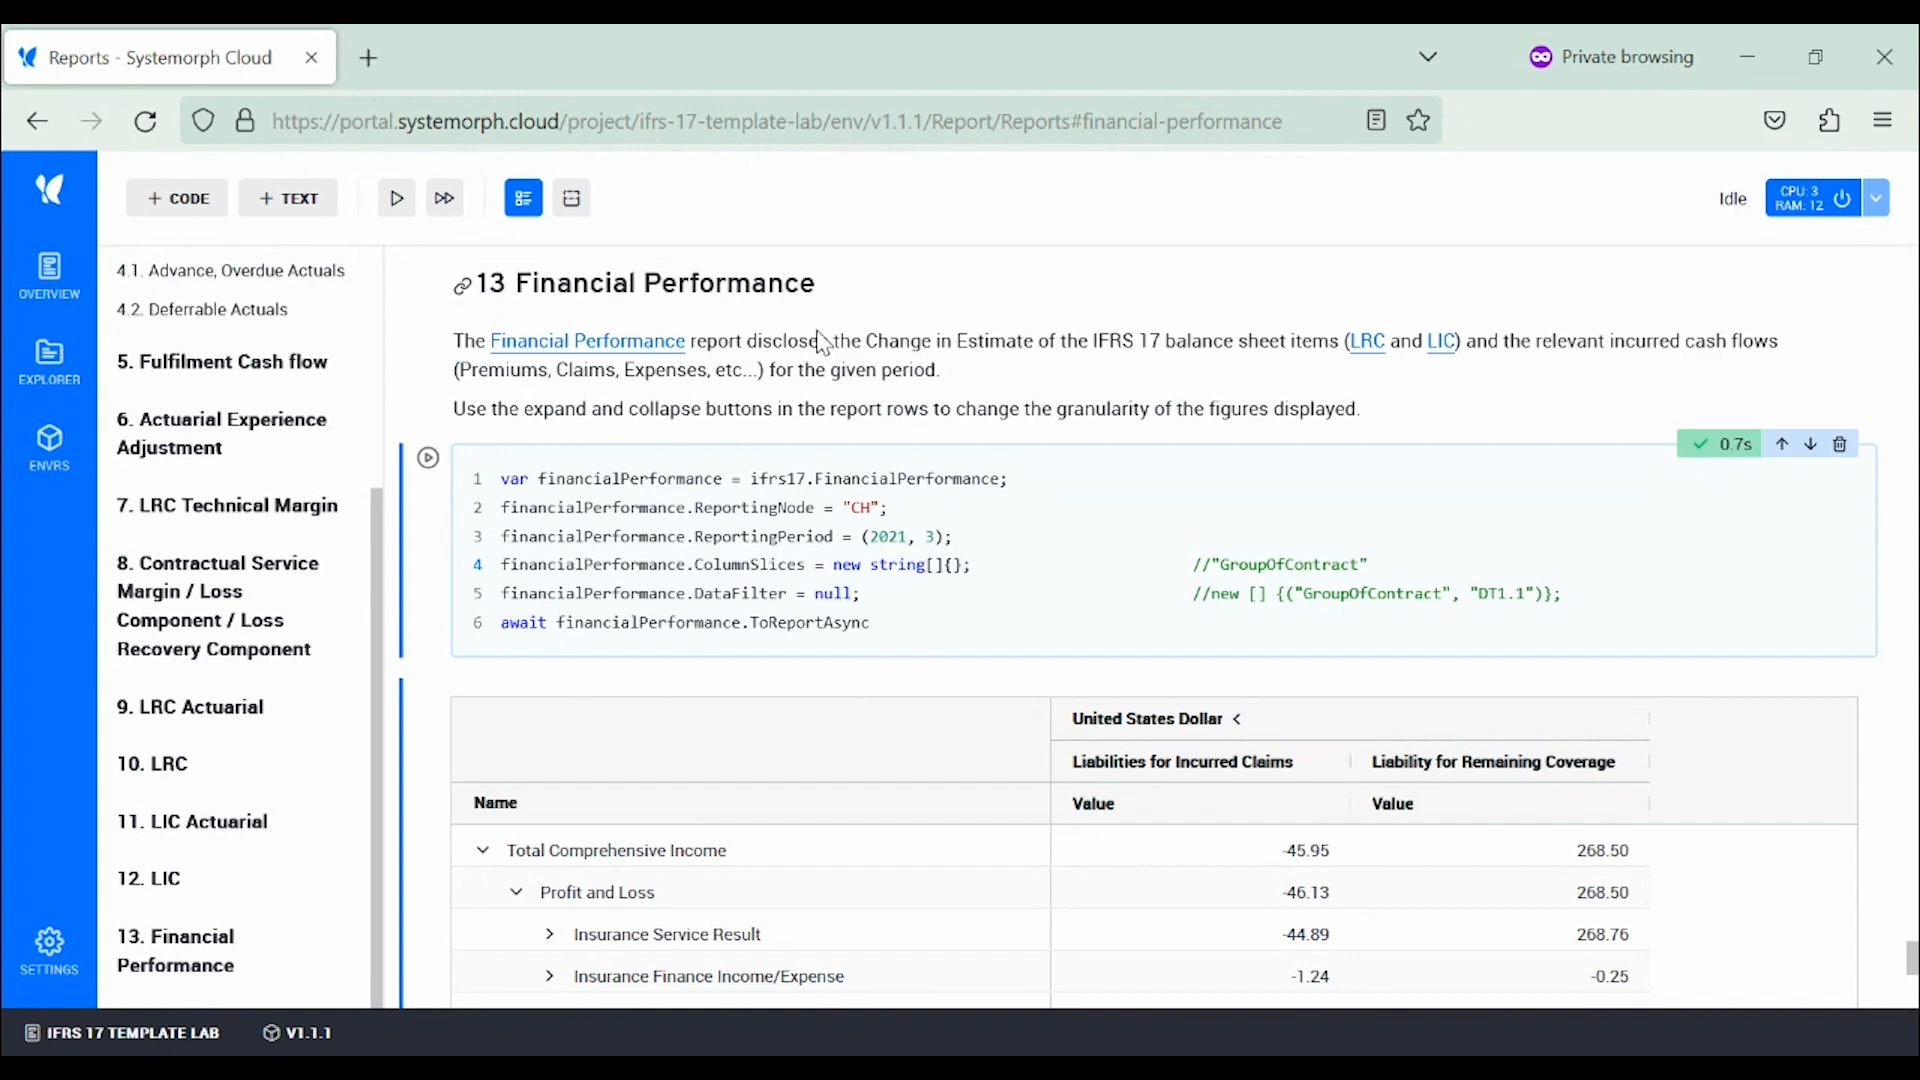 Reports - Systemorph Cloud
Private browsing
https://portal.systemorph.cloud/project/ifrs-17-template-lab/env/v1.1.1/Report/Reports#financial-performance
+ CODE
+ TEXT
Idle
CPU: 3
RAM: 12
OVERVIEW
EXPLORER
ENVRS
SETTINGS
4.1. Advance, Overdue Actuals
4.2. Deferrable Actuals
5. Fulfilment Cash flow
6. Actuarial Experience
Adjustment
7. LRC Technical Margin
8. Contractual Service
Margin / Loss
Component / Loss
Recovery Component
9. LRC Actuarial
10. LRC
11. LIC Actuarial
12. LIC
13. Financial
Performance
13 Financial Performance
The Financial Performance report discloses the Change in Estimate of the IFRS 17 balance sheet items (LRC and LIC) and the relevant incurred cash flows
(Premiums, Claims, Expenses, etc...) for the given period.
Use the expand and collapse buttons in the report rows to change the granularity of the figures displayed.
0.7s
1 var financialPerformance = ifrs17.FinancialPerformance;
2 financialPerformance.ReportingNode = "CH";
3 financialPerformance.ReportingPeriod = (2021, 3);
4 financialPerformance.ColumnSlices = new string[]{}; //"GroupOfContract"
5 financialPerformance.DataFilter = null; //new [] {("GroupOfContract", "DT1.1")};
6 await financialPerformance.ToReportAsync
United States Dollar <
Liabilities for Incurred Claims Liability for Remaining Coverage
Name Value Value
Total Comprehensive Income -45.95 268.50
Profit and Loss -46.13 268.50
Insurance Service Result -44.89 268.76
Insurance Finance Income/Expense -1.24 -0.25
IFRS 17 TEMPLATE LAB V1.1.1